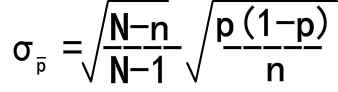 σ_p̄ = √((N−n)/(N−1)) √(p(1−p)/n)